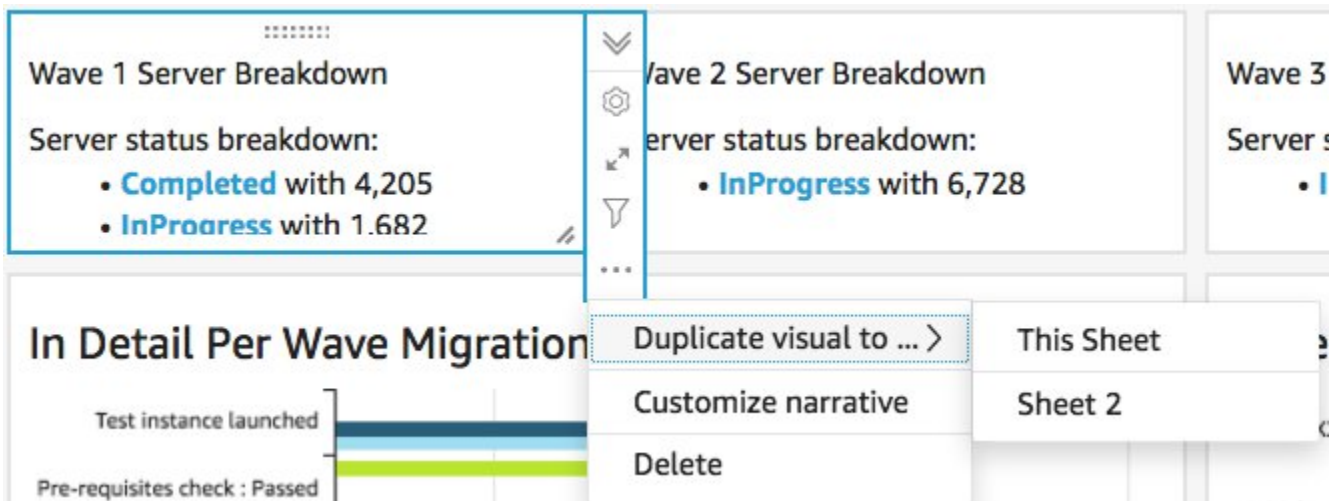 Wave 1 Server Breakdown
Server status breakdown:
• Completed with 4,205
• InProgress with 1,682
Wave 2 Server Breakdown
Server status breakdown:
• InProgress with 6,728
Wave 3
Server
In Detail Per Wave Migration
Test instance launched
Pre-requisites check : Passed
Duplicate visual to ...
Customize narrative
Delete
This Sheet
Sheet 2